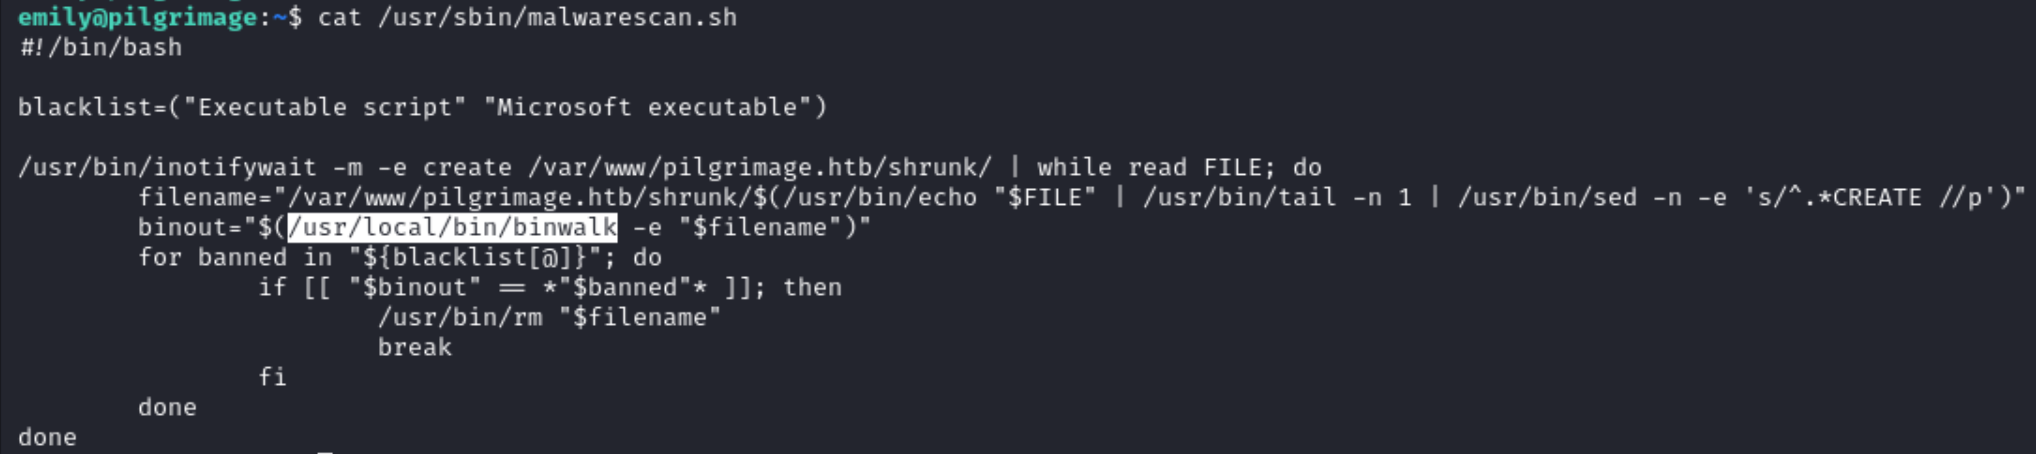 emily@pilgrimage:~$ cat /usr/sbin/malwarescan.sh
#!/bin/bash
blacklist=("Executable script" "Microsoft executable")
/usr/bin/inotifywait -m -e create /var/www/pilgrimage.htb/shrunk/ | while read FILE; do
filename="/var/www/pilgrimage.htb/shrunk/$(/usr/bin/echo "$FILE" | /usr/bin/tail -n 1 | /usr/bin/sed -n -e 's/^.*CREATE //p')"
binout="$(/usr/local/bin/binwalk -e "$filename")"
for banned in "${blacklist[@]}"; do
if [[ "$binout" == *"$banned"* ]]; then
/usr/bin/rm "$filename"
break
fi
done
done